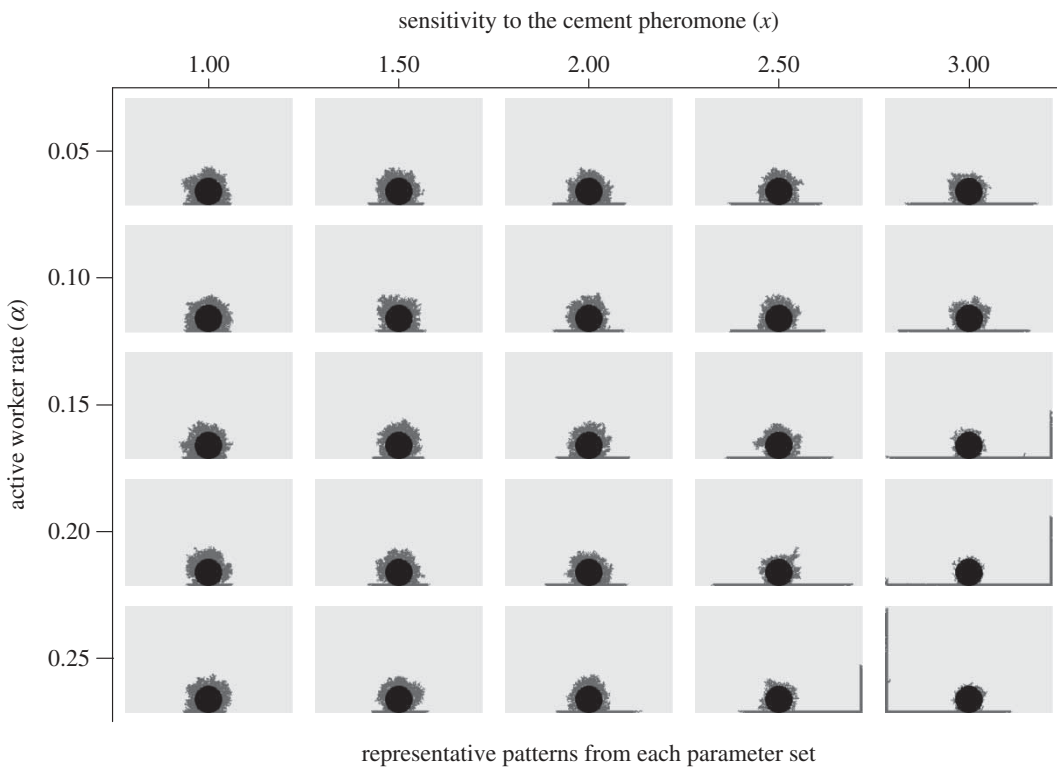 sensitivity to the cement pheromone (x)
1.00 1.50 2.00 2.50 3.00
0.05
0.10
0.15
0.20
0.25
active worker rate (α)
representative patterns from each parameter set